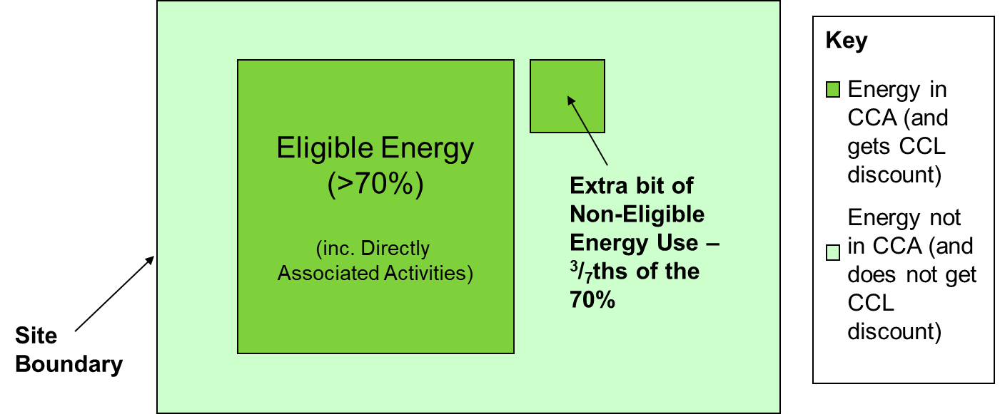 Eligible Energy
(>70%)
(inc. Directly
Associated Activities)
Extra bit of
Non-Eligible
Energy Use –
3/7ths of the
70%
Site
Boundary
Key
Energy in
CCA (and
gets CCL
discount)
Energy not
in CCA (and
does not get
CCL
discount)